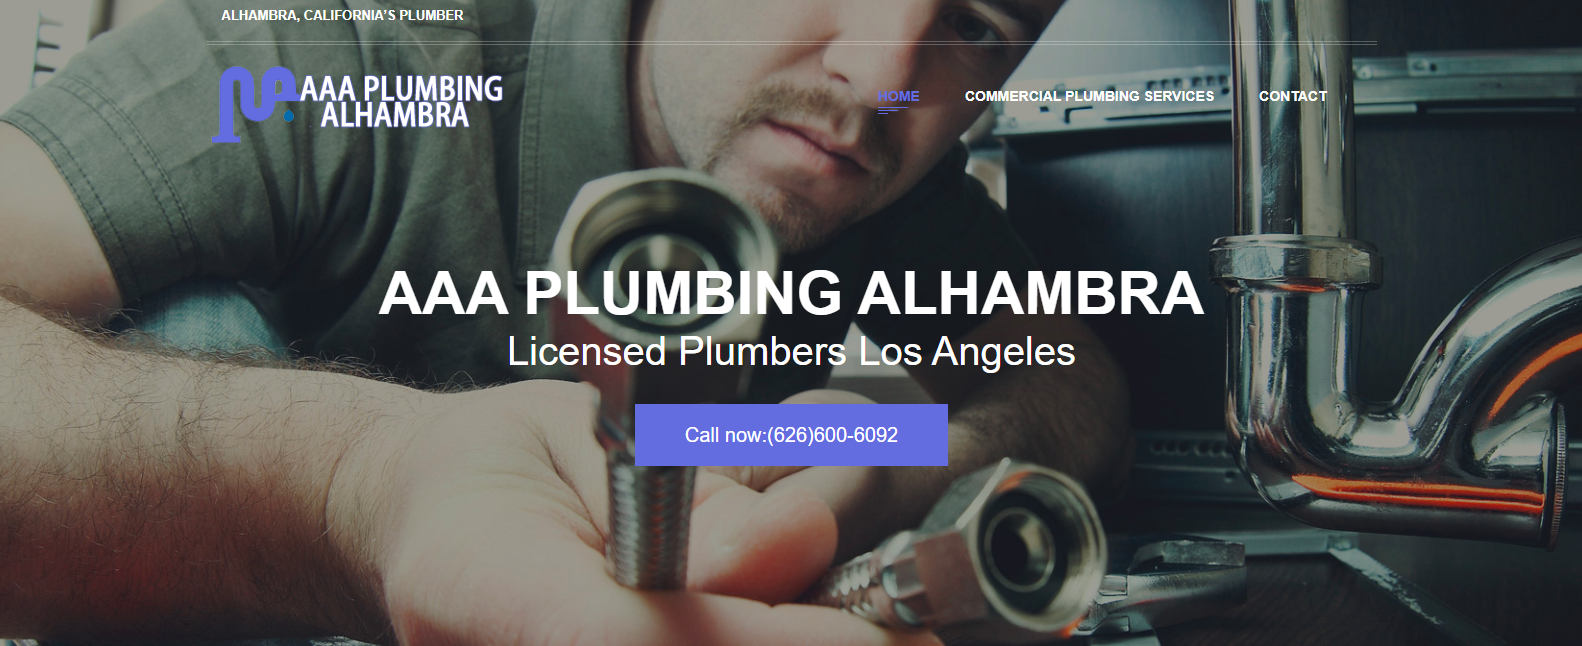 ALHAMBRA, CALIFORNIA'S PLUMBER
AAA PLUMBING
ALHAMBRA
HOME
COMMERCIAL PLUMBING SERVICES
CONTACT
AAA PLUMBING ALHAMBRA
Licensed Plumbers Los Angeles
Call now:(626)600-6092